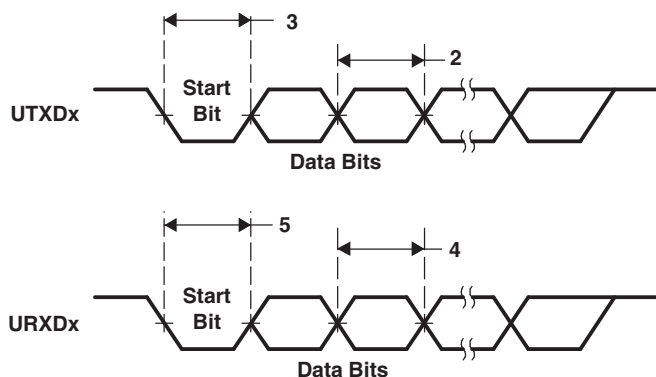 3
2
Start
Bit
UTXDx
Data Bits
5
4
Start
Bit
URXDx
Data Bits